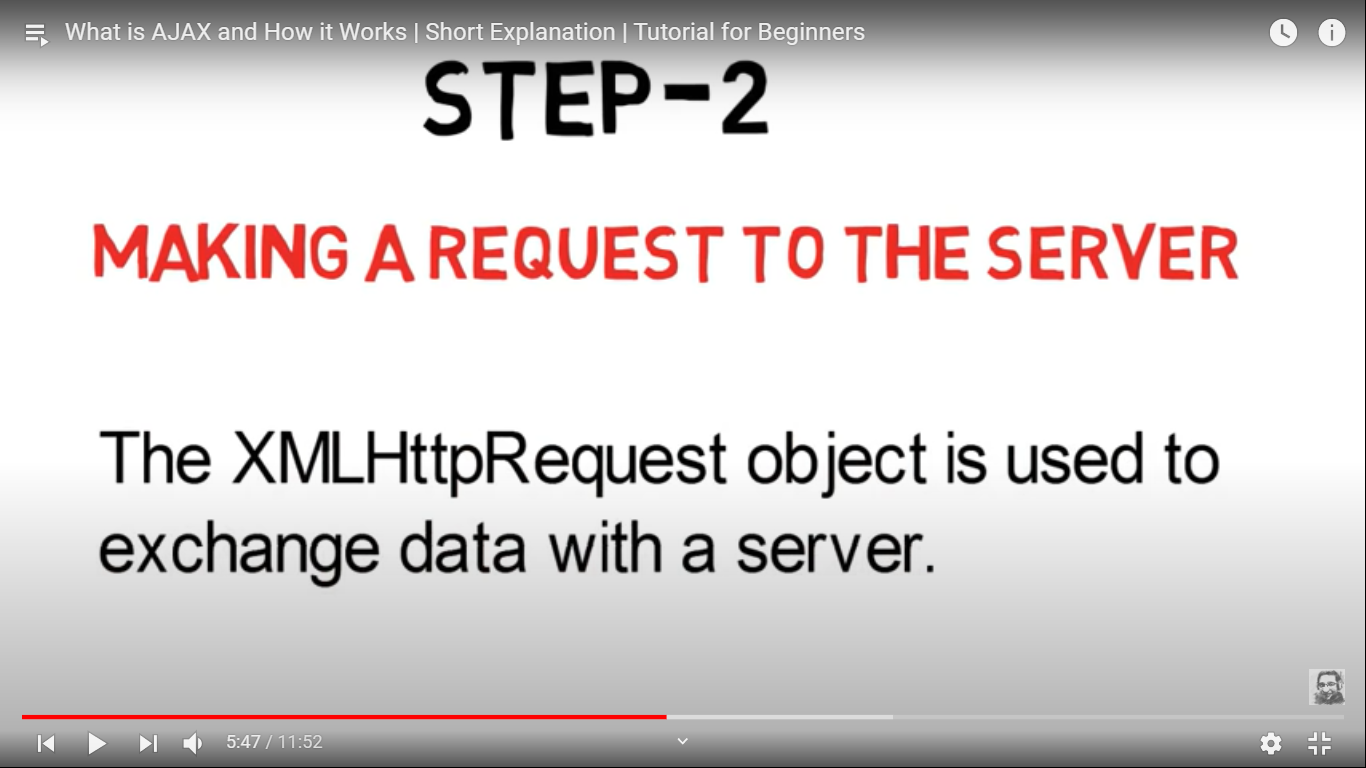 What is AJAX and How it Works | Short Explanation | Tutorial for Beginners
STEP-2
MAKING A REQUEST TO THE SERVER
The XMLHttpRequest object is used to
exchange data with a server.
5:47 / 11:52